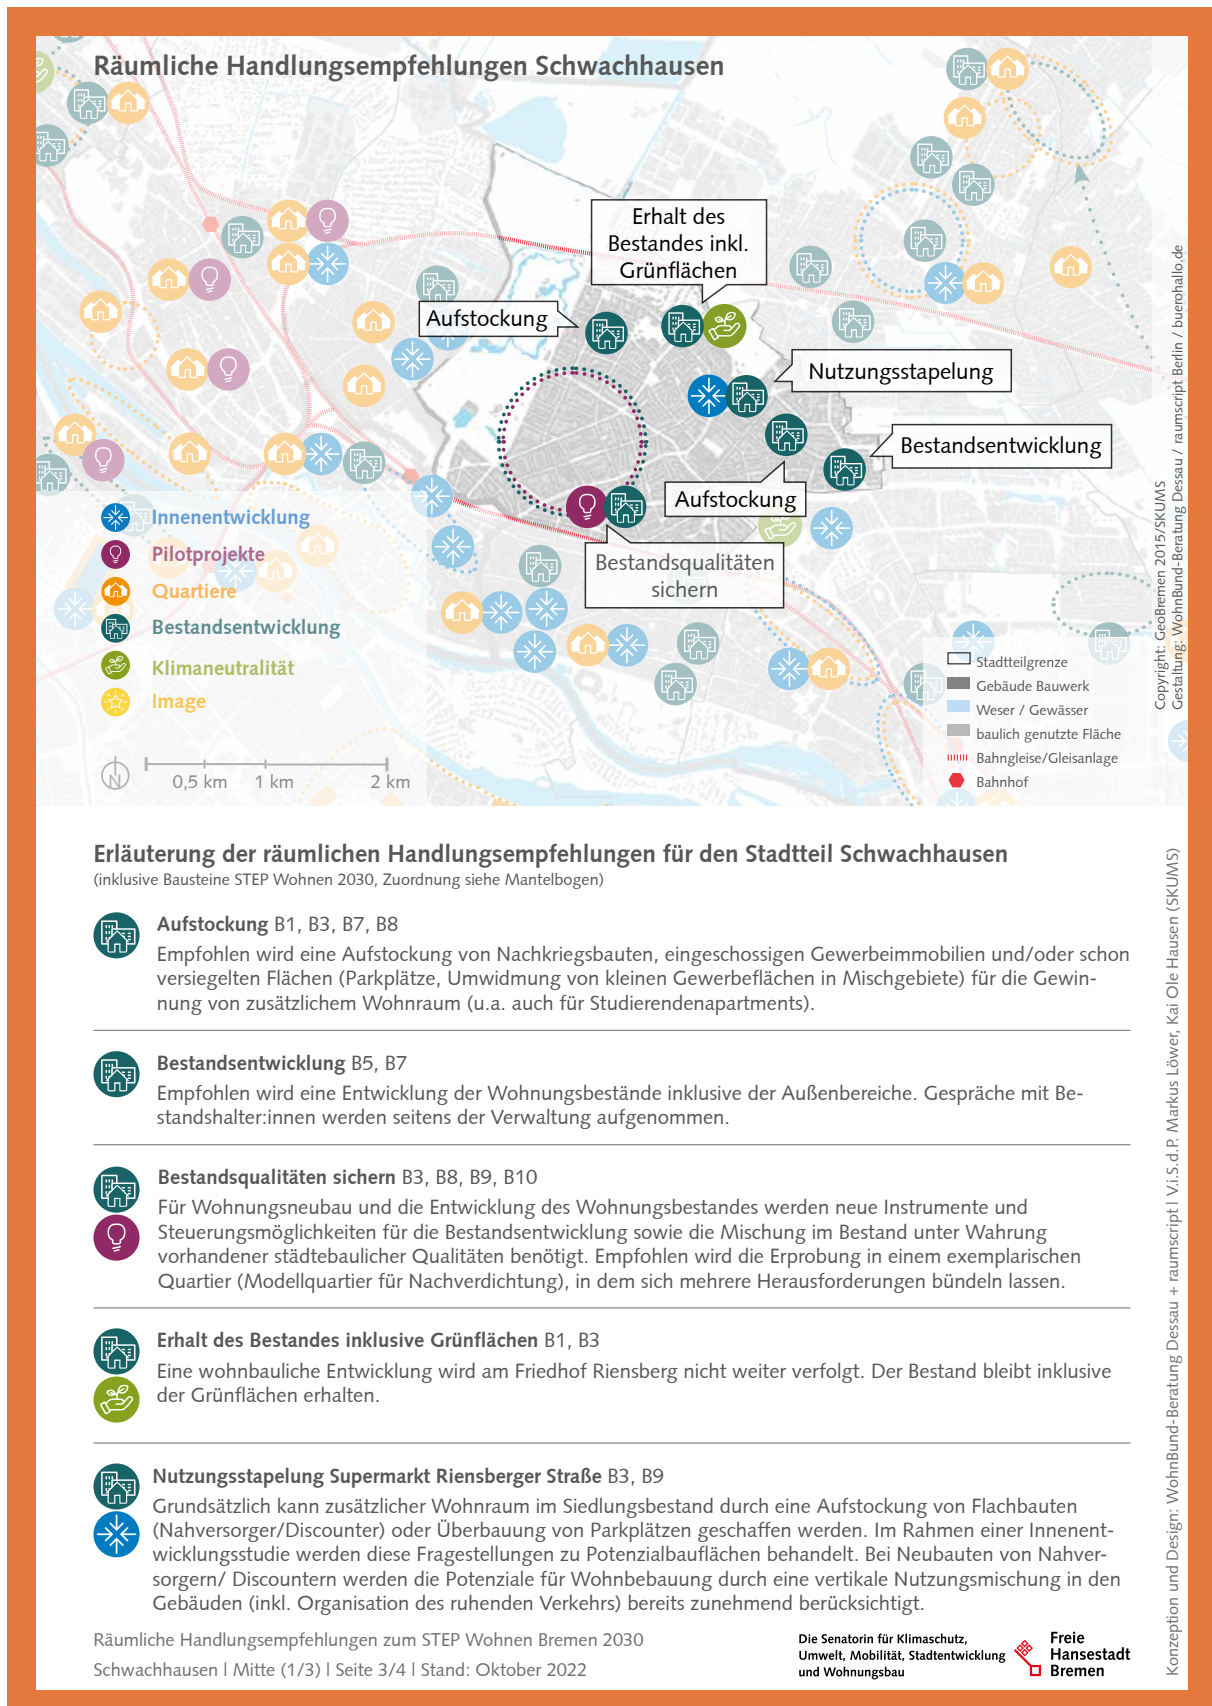 Räumliche Handlungsempfehlungen Schwachhausen
Erhalt des
Bestandes inkl.
Grünflächen
Aufstockung
Nutzungsstapelung
Bestandsentwicklung
Aufstockung
Bestandsqualitäten
sichern
Innenentwicklung
Pilotprojekte
Quartiere
Bestandsentwicklung
Klimaneutralität
Image
N
0,5 km
1 km
2 km
Stadtteilgrenze
Gebäude Bauwerk
Weser / Gewässer
baulich genutzte Fläche
Bahngleise/Gleisanlage
Bahnhof
Copyright: GeoBremen 2015/SKUMS
Gestaltung: WohnBund-Beratung Dessau / raumscript Berlin / buerohallo.de
Erläuterung der räumlichen Handlungsempfehlungen für den Stadtteil Schwachhausen
(inklusive Bausteine STEP Wohnen 2030, Zuordnung siehe Mantelbogen)
Aufstockung B1, B3, B7, B8
Empfohlen wird eine Aufstockung von Nachkriegsbauten, eingeschossigen Gewerbeimmobilien und/oder schon
versiegelten Flächen (Parkplätze, Umwidmung von kleinen Gewerbeflächen in Mischgebiete) für die Gewin-
nung von zusätzlichem Wohnraum (u.a. auch für Studierendenapartments).
Bestandsentwicklung B5, B7
Empfohlen wird eine Entwicklung der Wohnungsbestände inklusive der Außenbereiche. Gespräche mit Be-
standshalter:innen werden seitens der Verwaltung aufgenommen.
Bestandsqualitäten sichern B3, B8, B9, B10
Für Wohnungsneubau und die Entwicklung des Wohnungsbestandes werden neue Instrumente und
Steuerungsmöglichkeiten für die Bestandsentwicklung sowie die Mischung im Bestand unter Wahrung
vorhandener städtebaulicher Qualitäten benötigt. Empfohlen wird die Erprobung in einem exemplarischen
Quartier (Modellquartier für Nachverdichtung), in dem sich mehrere Herausforderungen bündeln lassen.
Erhalt des Bestandes inklusive Grünflächen B1, B3
Eine wohnbauliche Entwicklung wird am Friedhof Riensberg nicht weiter verfolgt. Der Bestand bleibt inklusive
der Grünflächen erhalten.
Nutzungsstapelung Supermarkt Riensberger Straße B3, B9
Grundsätzlich kann zusätzlicher Wohnraum im Siedlungsbestand durch eine Aufstockung von Flachbauten
(Nahversorger/Discounter) oder Überbauung von Parkplätzen geschaffen werden. Im Rahmen einer Innenent-
wicklungsstudie werden diese Fragestellungen zu Potenzialbauflächen behandelt. Bei Neubauten von Nahver-
sorgern/ Discountern werden die Potenziale für Wohnbebauung durch eine vertikale Nutzungsmischung in den
Gebäuden (inkl. Organisation des ruhenden Verkehrs) bereits zunehmend berücksichtigt.
Konzeption und Design: WohnBund-Beratung Dessau + raumscript | V.i.S.d.P. Markus Löwer, Kai Ole Hausen (SKUMS)
Räumliche Handlungsempfehlungen zum STEP Wohnen Bremen 2030
Schwachhausen | Mitte (1/3) | Seite 3/4 | Stand: Oktober 2022
Die Senatorin für Klimaschutz,
Umwelt, Mobilität, Stadtentwicklung
und Wohnungsbau
Freie
Hansestadt
Bremen